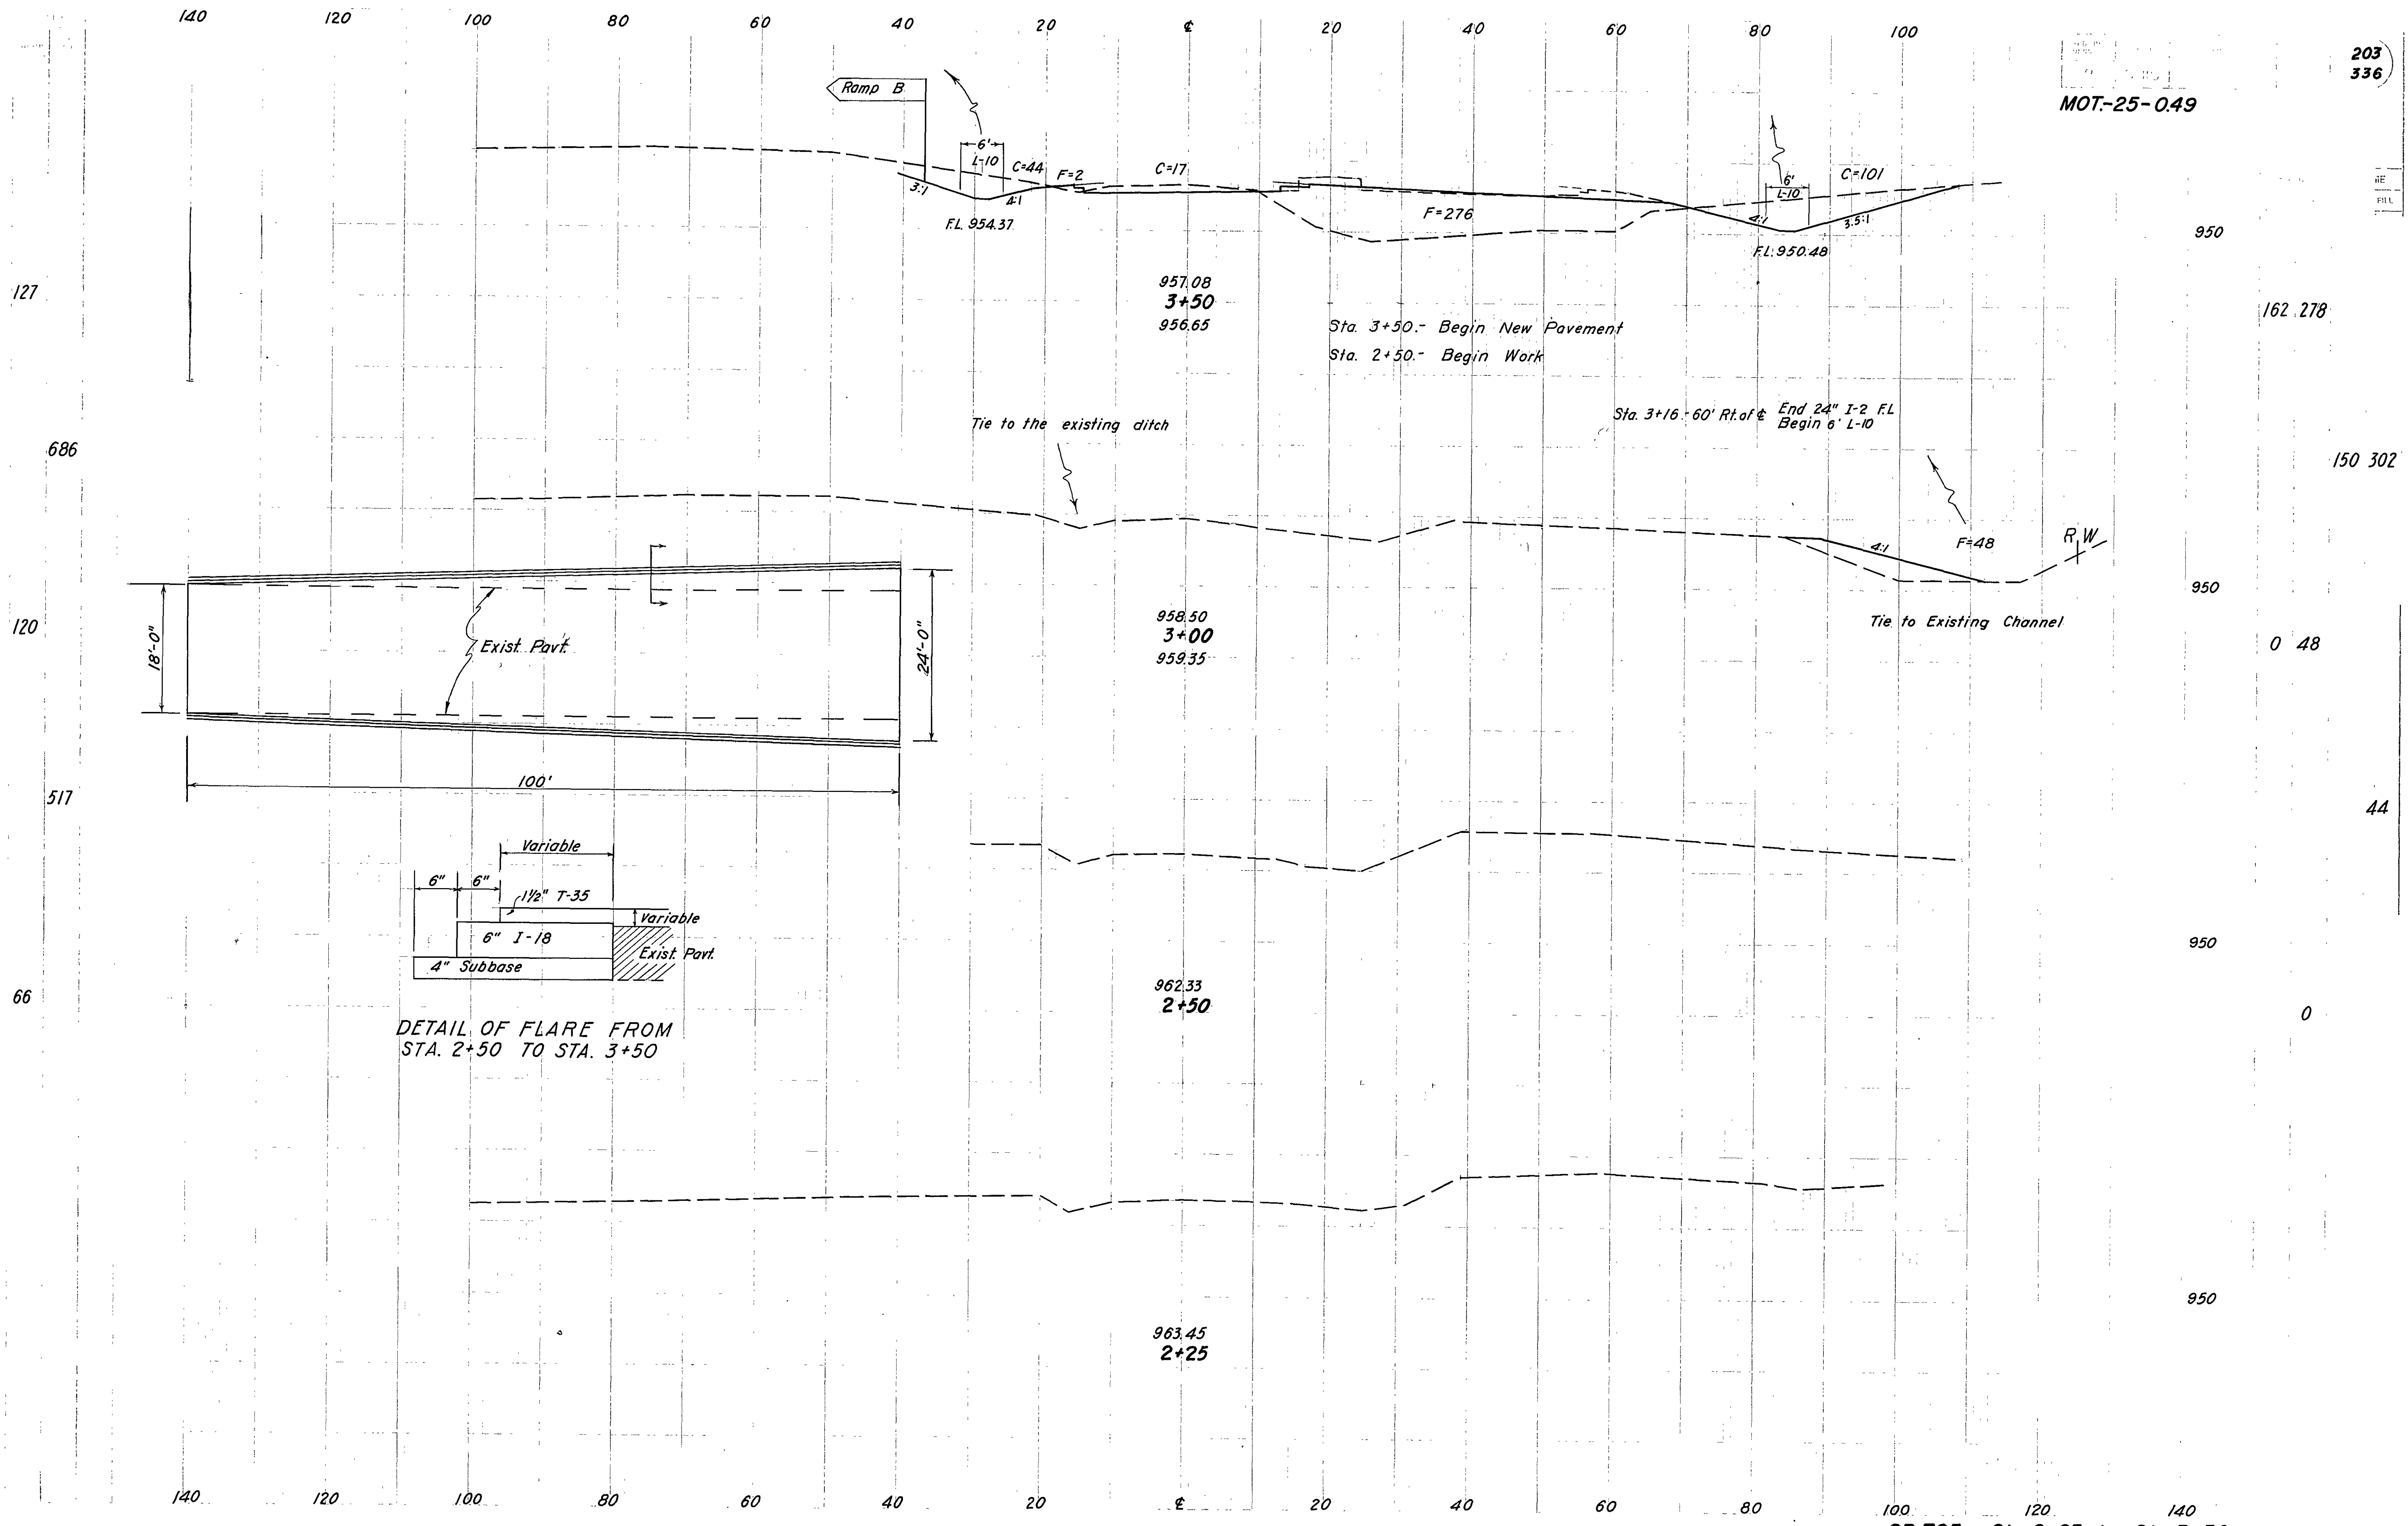 140 120 100 80 60 40 20 ℄ 20 40 60 80 100
203
336
MOT.-25-0.49
Ramp B
6'
L-10
C=44
F=2
C=17
3:1
4:1
F.L. 954.37
F=276
6'
L-10
C=101
4:1
3.5:1
F.L. 950.48
950
FILL
127
957.08
3+50
956.65
162 278
Sta. 3+50.- Begin New Pavement
Sta. 2+50.- Begin Work
Tie to the existing ditch
Sta. 3+16.-60' Rt. of ℄ End 24" I-2 F.L
Begin 6' L-10
686
150 302
4:1
F=48
R.W
950
Tie to Existing Channel
18'-0"
Exist. Pavt.
24'-0"
120
958.50
3+00
959.35
0 48
100'
517
44
Variable
6" 6"
1½" T-35
Variable
6" I-18
Exist. Pavt.
4" Subbase
950
66
962.33
2+50
0
DETAIL OF FLARE FROM
STA. 2+50 TO STA. 3+50
950
963.45
2+25
140 120 100 80 60 40 20 ℄ 20 40 60 80 100 120 140